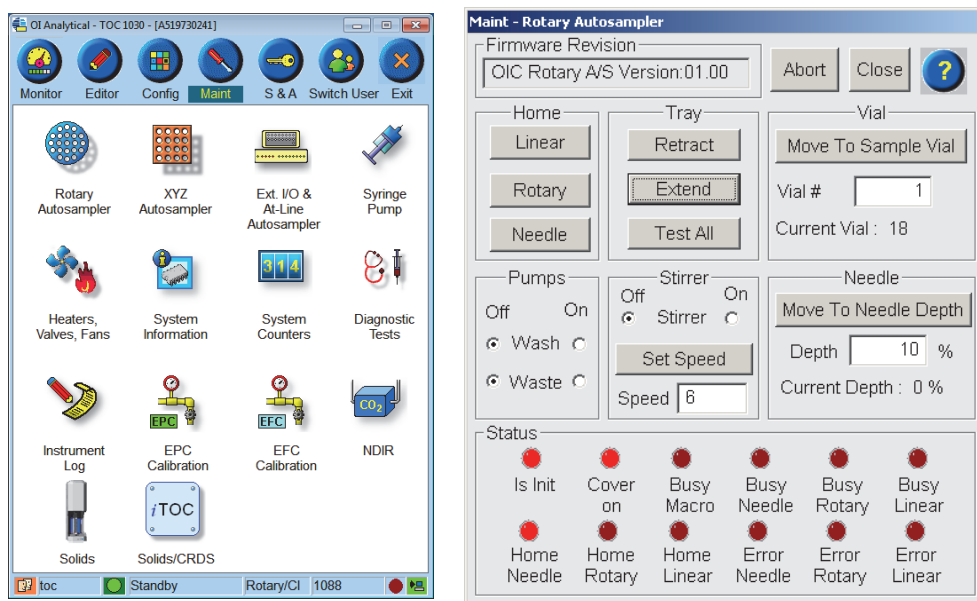 OI Analytical - TOC 1030 - [A519730241]
Monitor Editor Config Maint S & A Switch User Exit
Rotary Autosampler
XYZ Autosampler
Ext. I/O & At-Line Autosampler
Syringe Pump
Heaters, Valves, Fans
System Information
314
System Counters
Diagnostic Tests
Instrument Log
EPC
EPC Calibration
EFC
EFC Calibration
CO2
NDIR
Solids
iTOC
Solids/CRDS
toc Standby Rotary/CI 1088
Maint - Rotary Autosampler
Firmware Revision
OIC Rotary A/S Version:01.00
Abort Close ?
Home
Linear
Rotary
Needle
Tray
Retract
Extend
Test All
Vial
Move To Sample Vial
Vial # 1
Current Vial : 18
Pumps
Off On
Wash
Waste
Stirrer
Off On
Stirrer
Set Speed
Speed 6
Needle
Move To Needle Depth
Depth 10 %
Current Depth : 0 %
Status
Is Init
Cover on
Busy Macro
Busy Needle
Busy Rotary
Busy Linear
Home Needle
Home Rotary
Home Linear
Error Needle
Error Rotary
Error Linear